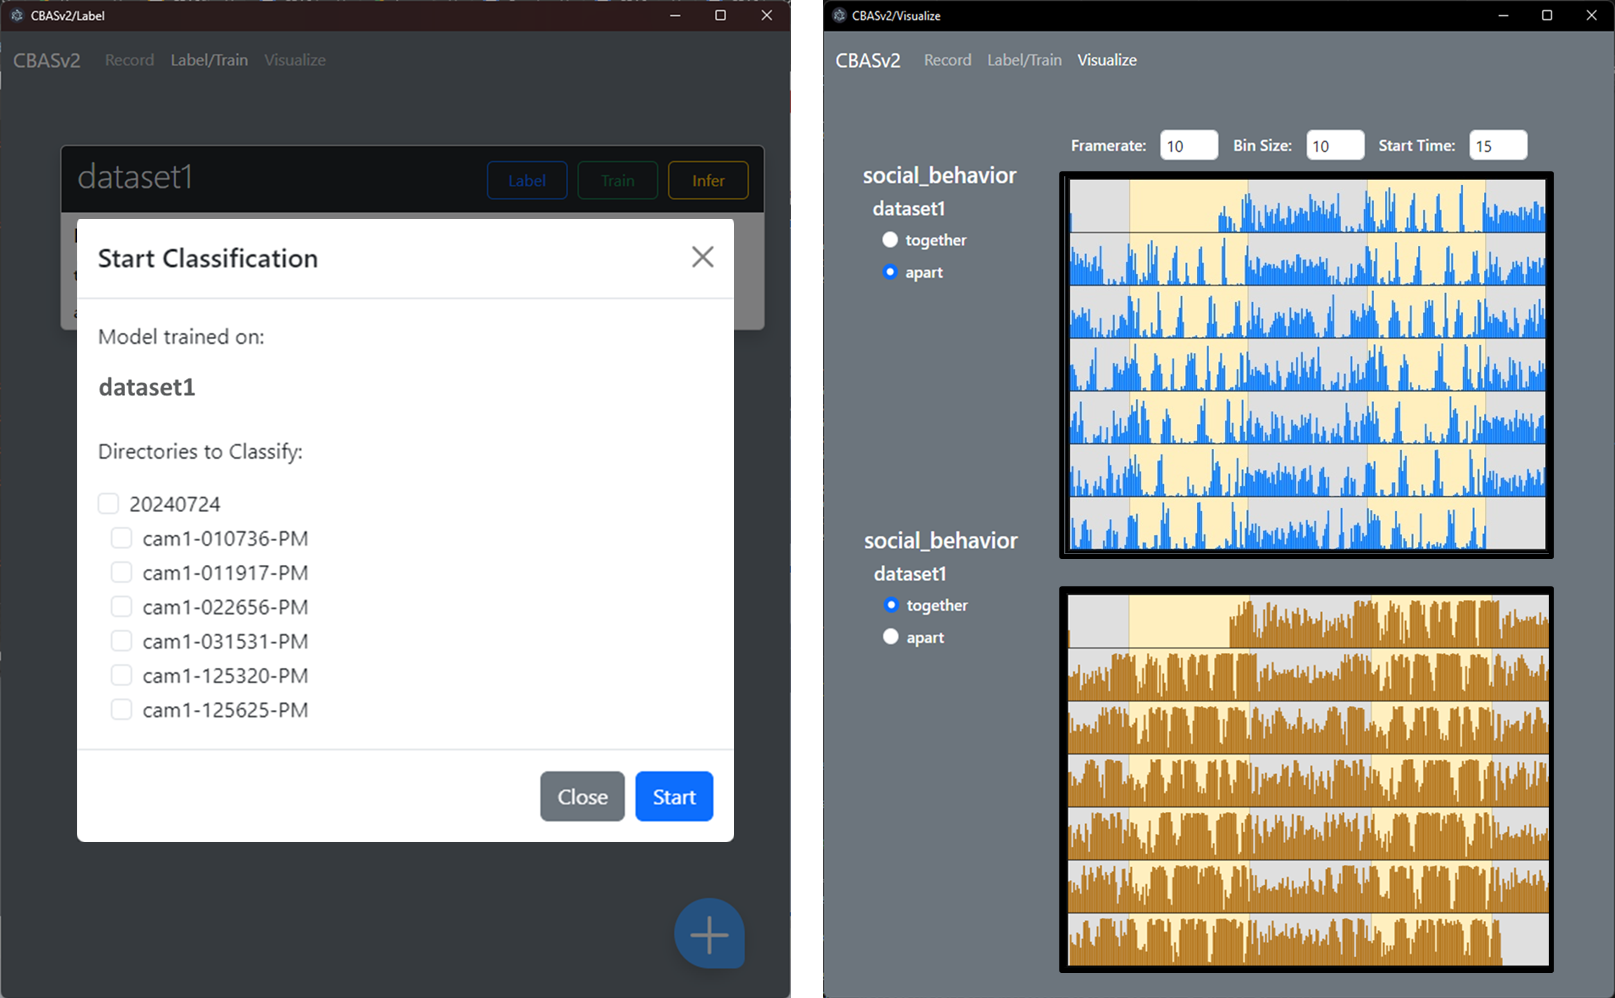 CBASv2/Label
CBASv2 Record Label/Train Visualize
dataset1 Label Train Infer
Start Classification
Model trained on:
dataset1
Directories to Classify:
20240724
cam1-010736-PM
cam1-011917-PM
cam1-022656-PM
cam1-031531-PM
cam1-125320-PM
cam1-125625-PM
Close Start
CBASv2/Visualize
CBASv2 Record Label/Train Visualize
Framerate: 10 Bin Size: 10 Start Time: 15
social_behavior
dataset1
together
apart
social_behavior
dataset1
together
apart